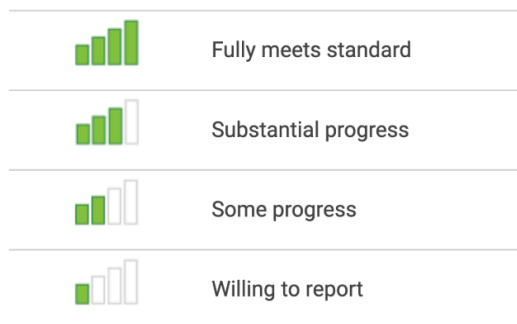 Fully meets standard
Substantial progress
Some progress
Willing to report